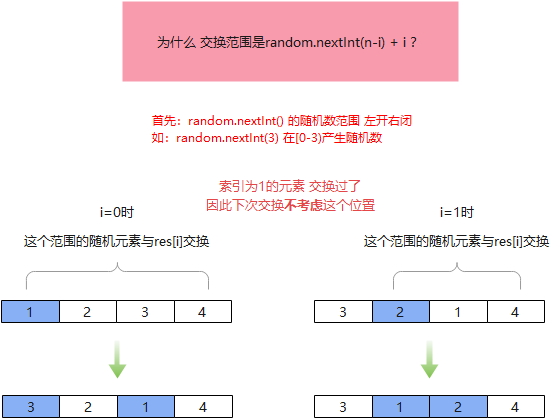 为什么 交换范围是random.nextInt(n-i) + i ?
首先：random.nextInt() 的随机数范围 左开右闭
如：random.nextInt(3) 在[0-3)产生随机数
索引为1的元素 交换过了
因此下次交换不考虑这个位置
i=0时
这个范围的随机元素与res[i]交换
1 2 3 4
3 2 1 4
i=1时
这个范围的随机元素与res[i]交换
3 2 1 4
3 1 2 4